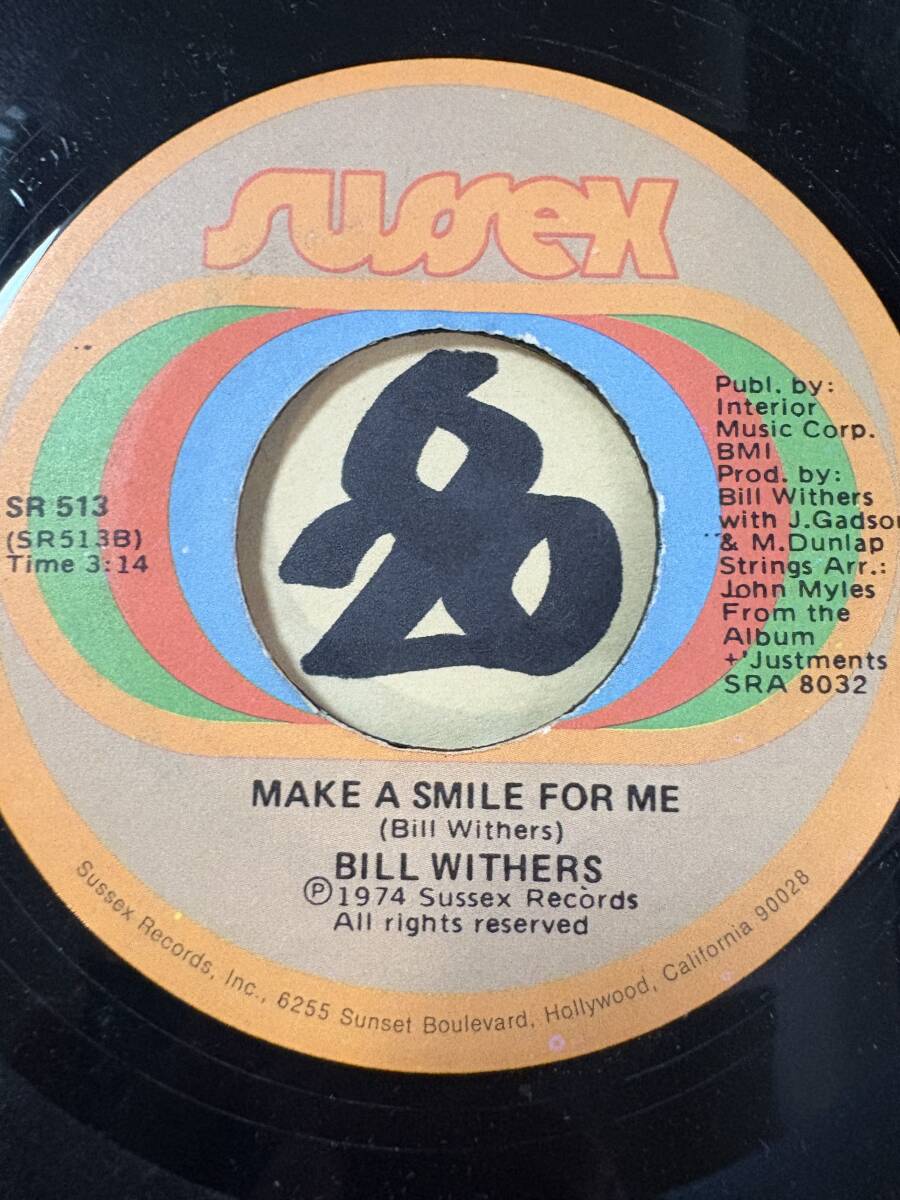 sussex
Publ. by:
Interior
Music Corp.
BMI
Prod. by:
Bill Withers
with J.Gadson
& M.Dunlap
Strings Arr.:
John Myles
From the
Album
+'Justments
SRA 8032
SR 513
(SR513B)
Time 3:14
MAKE A SMILE FOR ME
(Bill Withers)
BILL WITHERS
℗1974 Sussex Records
All rights reserved
Sussex Records, Inc., 6255 Sunset Boulevard, Hollywood, California 90028